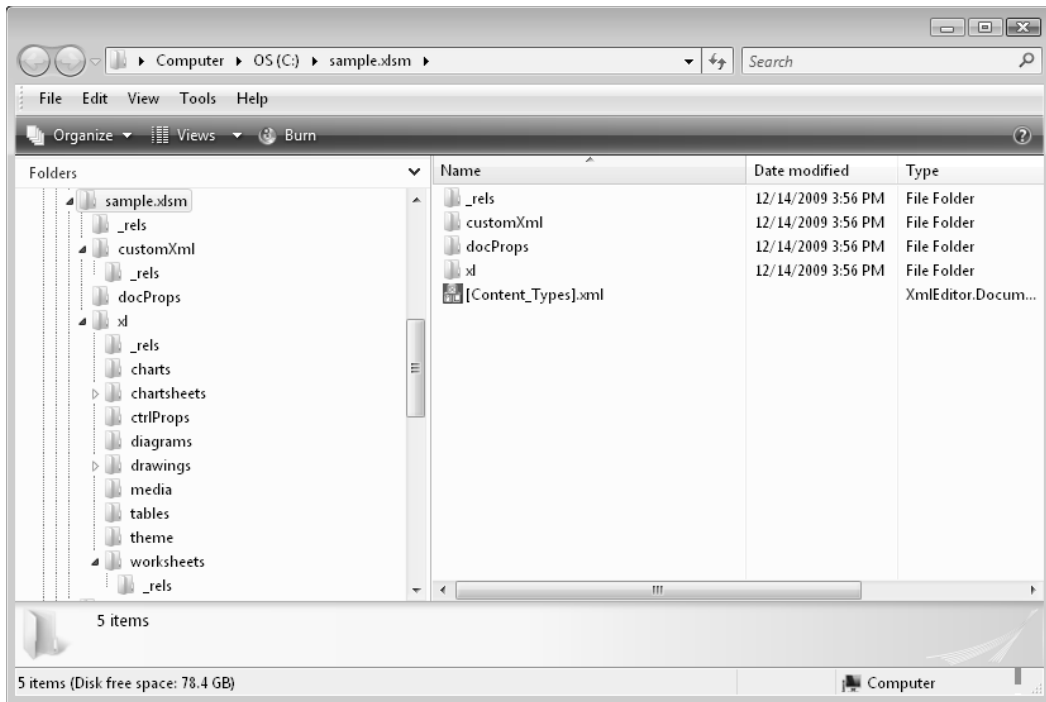 Computer OS (C:) sample.xlsm
Search
File Edit View Tools Help
Organize Views Burn
Folders
sample.xlsm
_rels
customXml
_rels
docProps
xl
_rels
charts
chartsheets
ctrlProps
diagrams
drawings
media
tables
theme
worksheets
_rels
Name Date modified Type
_rels 12/14/2009 3:56 PM File Folder
customXml 12/14/2009 3:56 PM File Folder
docProps 12/14/2009 3:56 PM File Folder
xl 12/14/2009 3:56 PM File Folder
[Content_Types].xml XmlEditor.Docum...
5 items
5 items (Disk free space: 78.4 GB) Computer